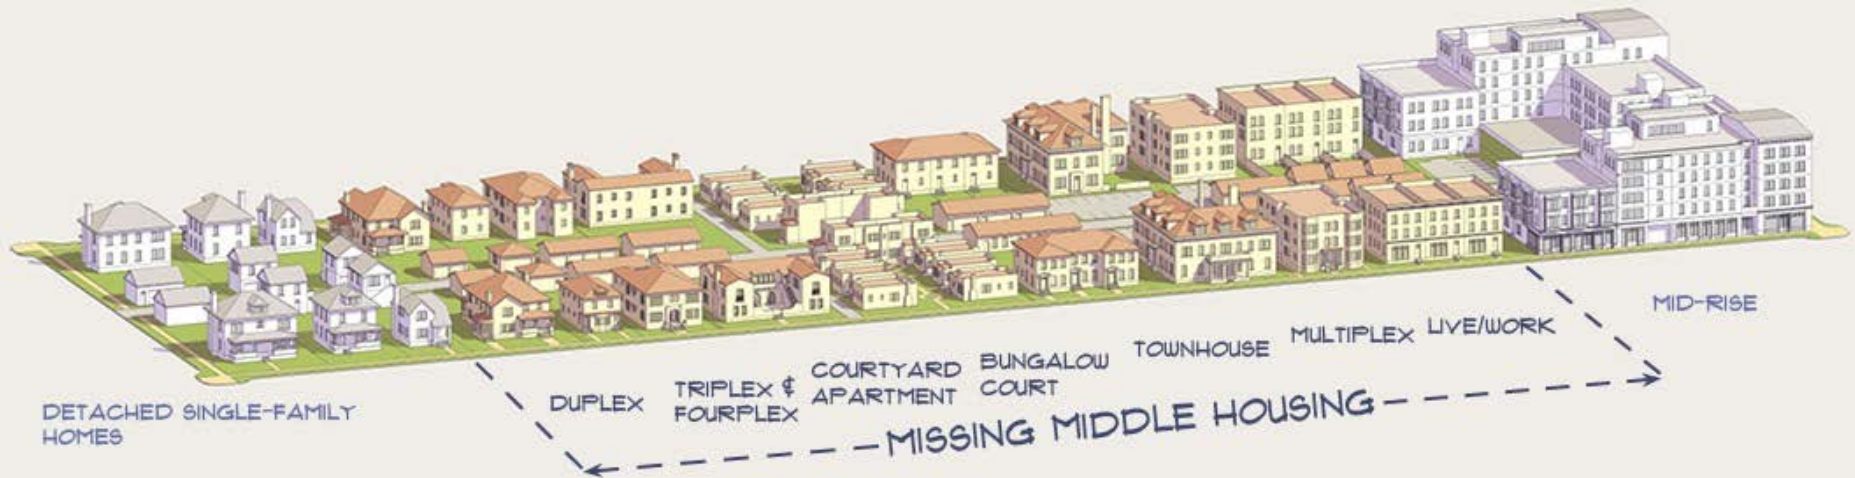 DETACHED SINGLE-FAMILY
HOMES
DUPLEX
TRIPLEX &
FOURPLEX
COURTYARD
APARTMENT
BUNGALOW
COURT
TOWNHOUSE
MULTIPLEX
LIVE/WORK
MID-RISE
MISSING MIDDLE HOUSING